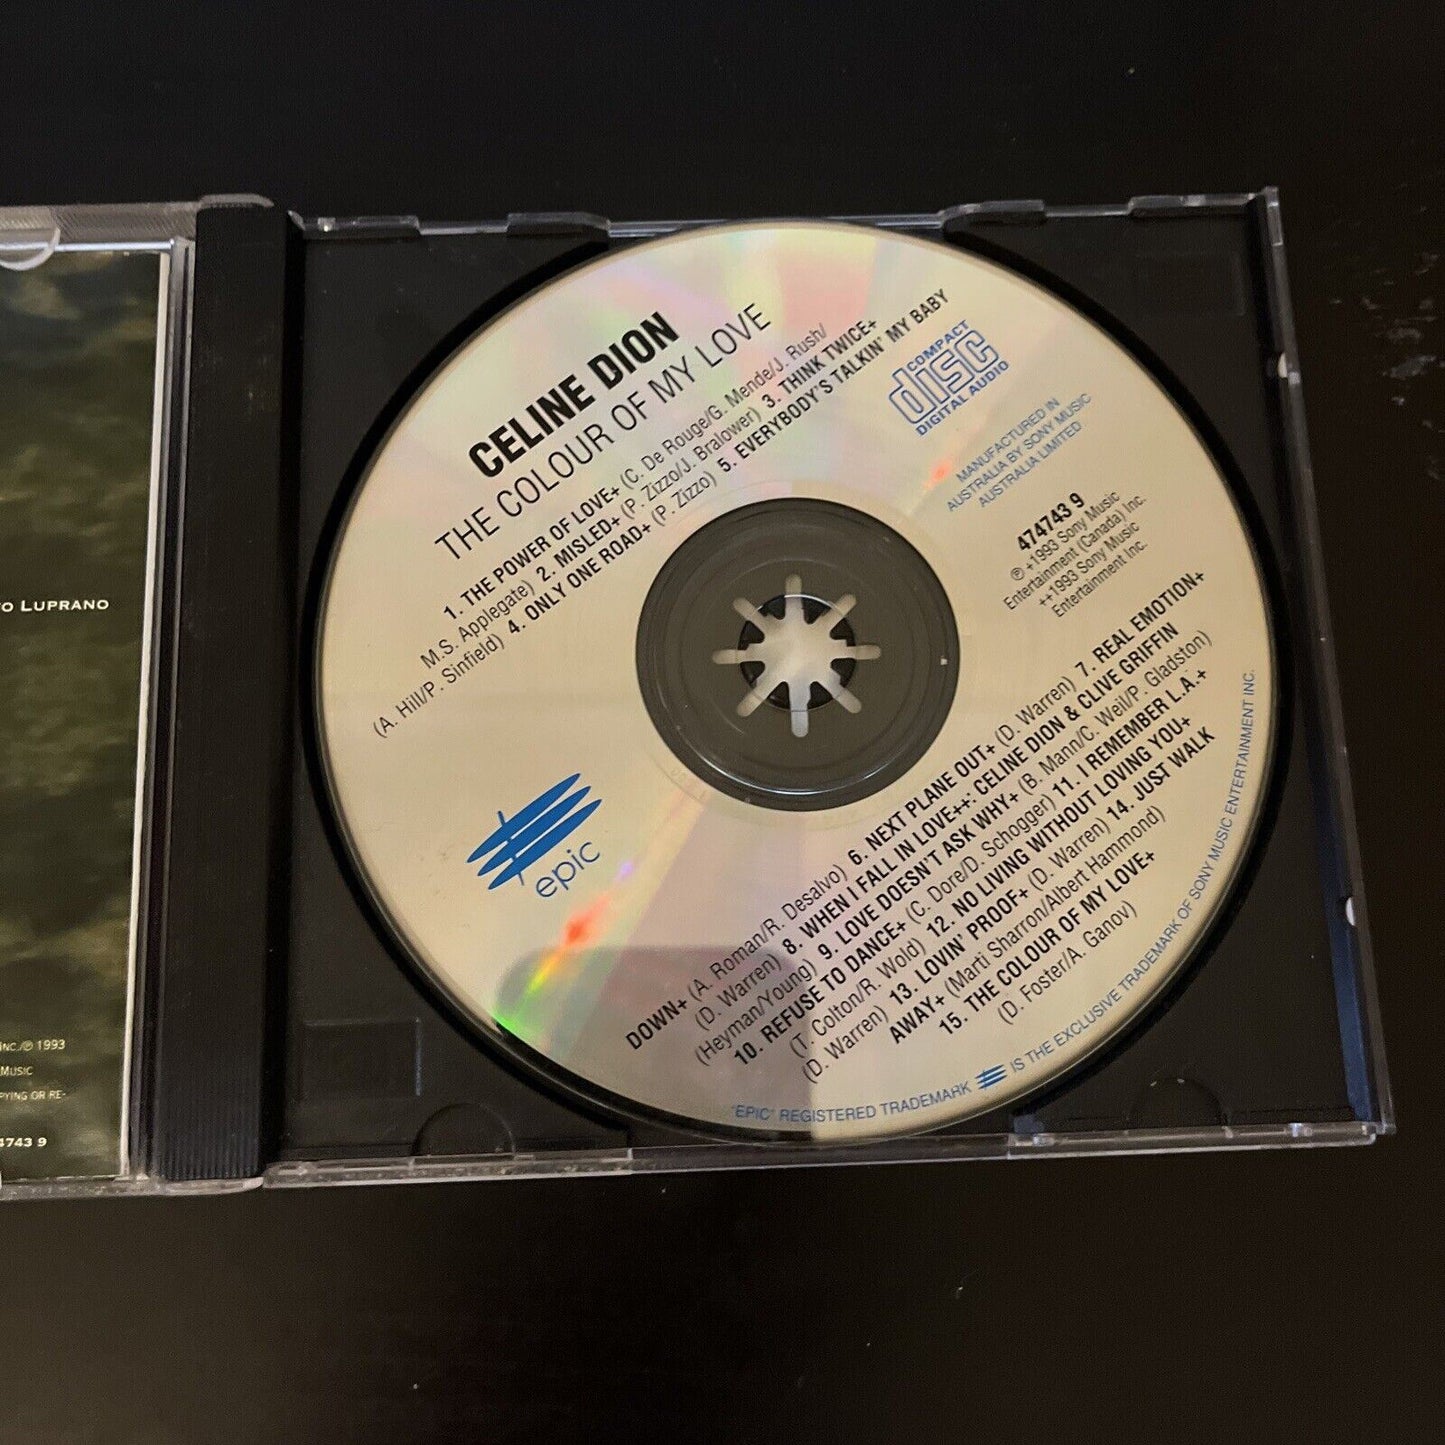 TO LUPRANO
INC./℗ 1993
MUSIC
PYING OR RE-
4743 9
CELINE DION
THE COLOUR OF MY LOVE
1. THE POWER OF LOVE+ (C. De Rouge/G. Mende/J. Rush/
M.S. Applegate) 2. MISLED+ (P. Zizzo/J. Bralower) 3. THINK TWICE+
(A. Hill/P. Sinfield) 4. ONLY ONE ROAD+ (P. Zizzo) 5. EVERYBODY'S TALKIN' MY BABY
COMPACT
disc
DIGITAL AUDIO
MANUFACTURED IN
AUSTRALIA BY SONY MUSIC
AUSTRALIA LIMITED
474743 9
℗ +1993 Sony Music
Entertainment (Canada) Inc.
++1993 Sony Music
Entertainment Inc.
epic
DOWN+ (A. Roman/R. Desalvo) 6. NEXT PLANE OUT+ (D. Warren) 7. REAL EMOTION+
(D. Warren) 8. WHEN I FALL IN LOVE++: CELINE DION & CLIVE GRIFFIN
(Heyman/Young) 9. LOVE DOESN'T ASK WHY+ (B. Mann/C. Weil/P. Gladston)
10. REFUSE TO DANCE+ (C. Dore/D. Schogger) 11. I REMEMBER L.A.+
(T. Colton/R. Wold) 12. NO LIVING WITHOUT LOVING YOU+
(D. Warren) 13. LOVIN' PROOF+ (D. Warren) 14. JUST WALK
AWAY+ (Marti Sharron/Albert Hammond)
15. THE COLOUR OF MY LOVE+
(D. Foster/A. Ganov)
"EPIC" REGISTERED TRADEMARK IS THE EXCLUSIVE TRADEMARK OF SONY MUSIC ENTERTAINMENT INC.